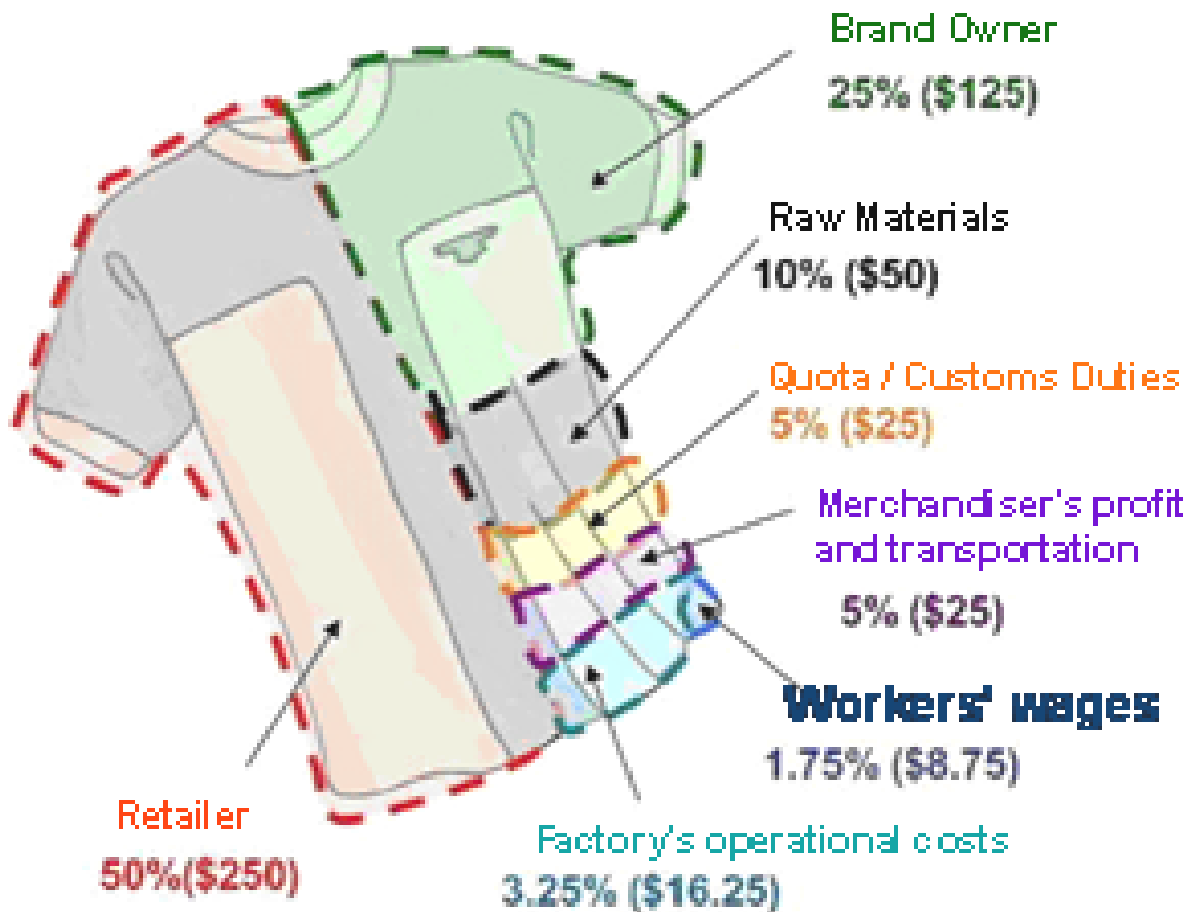 Brand Owner
25% ($125)
Raw Materials
10% ($50)
Quota / Customs Duties
5% ($25)
Merchandiser's profit
and transportation
5% ($25)
Workers' wages
1.75% ($8.75)
Retailer
50%($250)
Factory's operational costs
3.25% ($16.25)